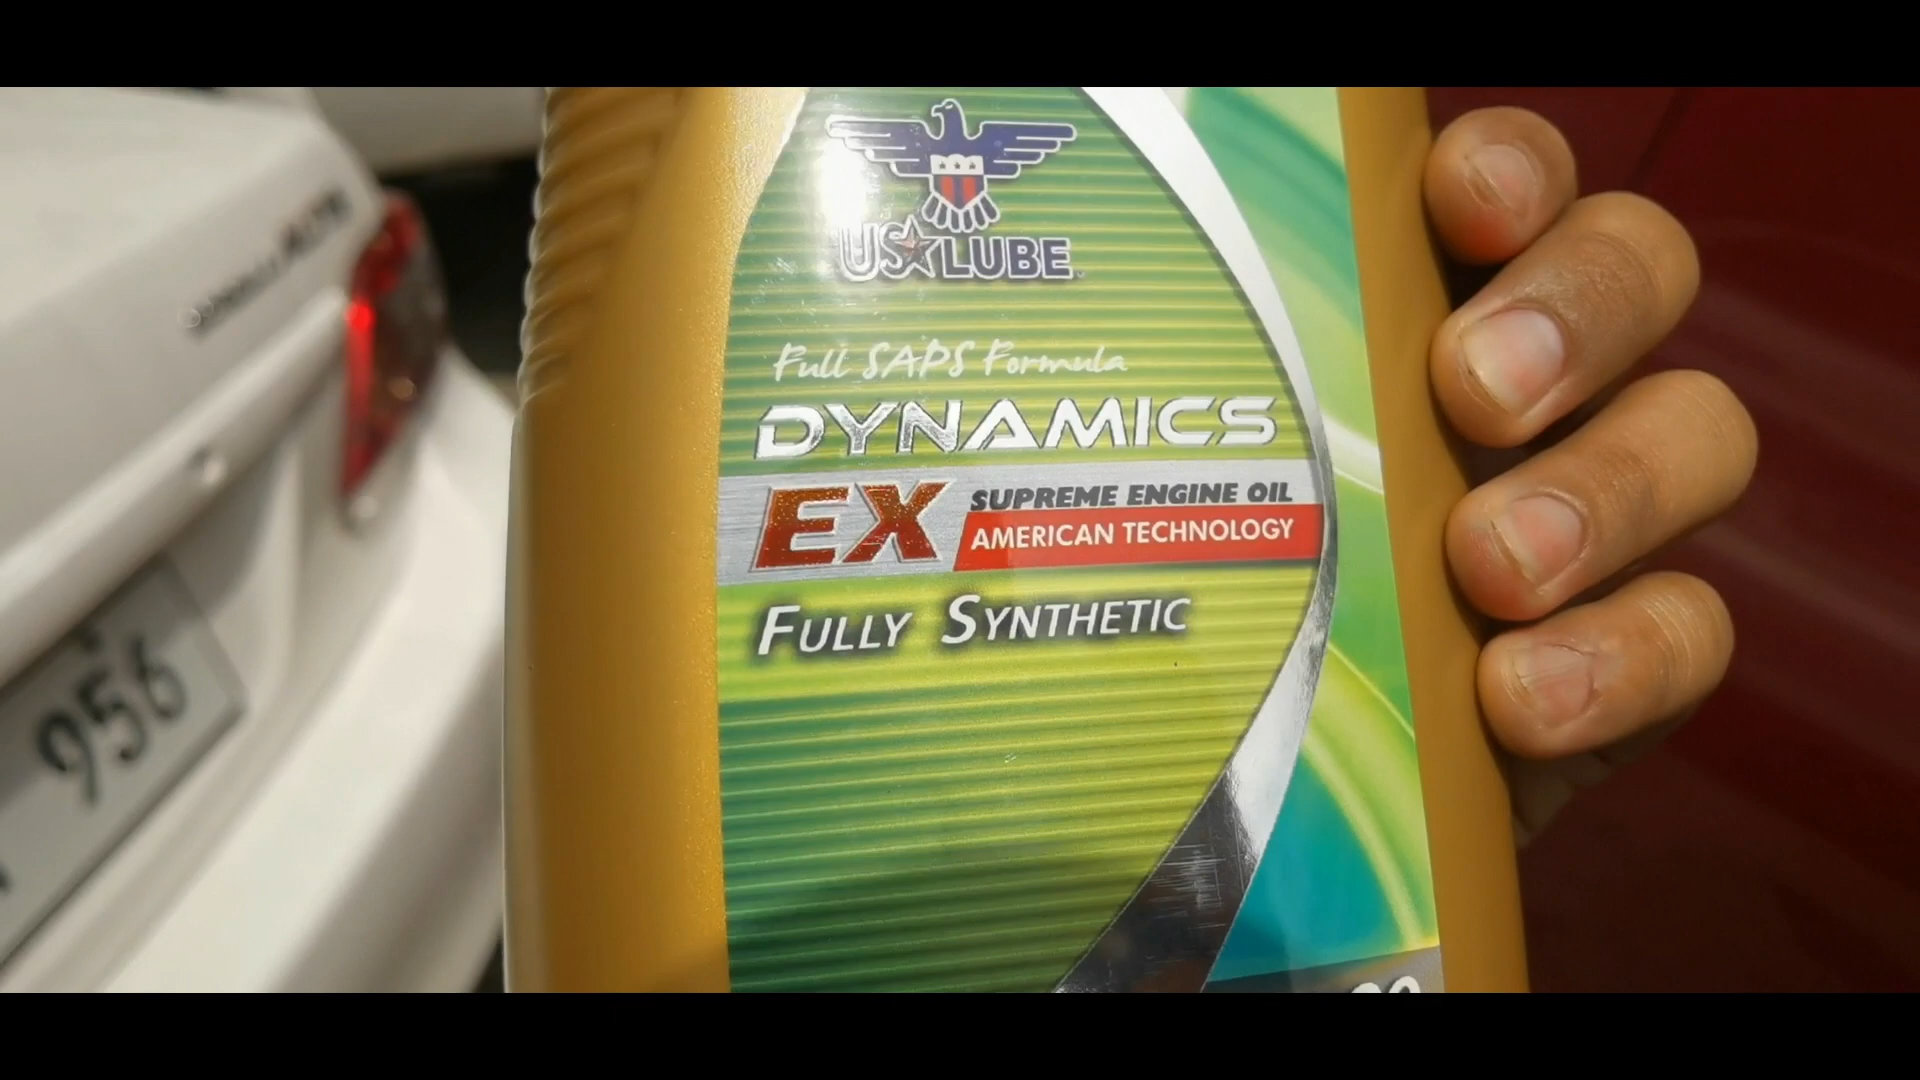 US LUBE
Full SAPS Formula
DYNAMICS
EX SUPREME ENGINE OIL
AMERICAN TECHNOLOGY
FULLY SYNTHETIC
956